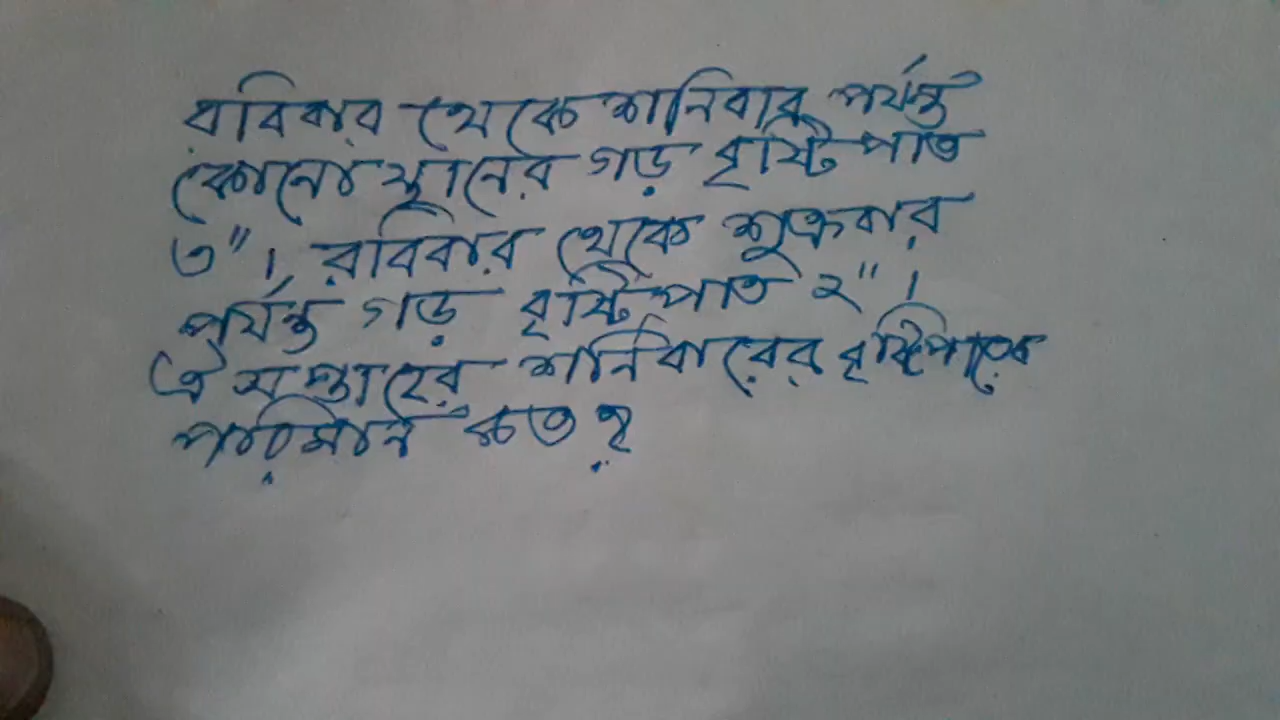 রবিবার থেকে শনিবার পর্যন্ত
কোনো স্থানের গড় বৃষ্টিপাত
৩"। রবিবার থেকে শুক্রবার
পর্যন্ত গড় বৃষ্টিপাত ২"।
ঐ সপ্তাহের শনিবারের বৃষ্টিপাতের
পরিমান কত?